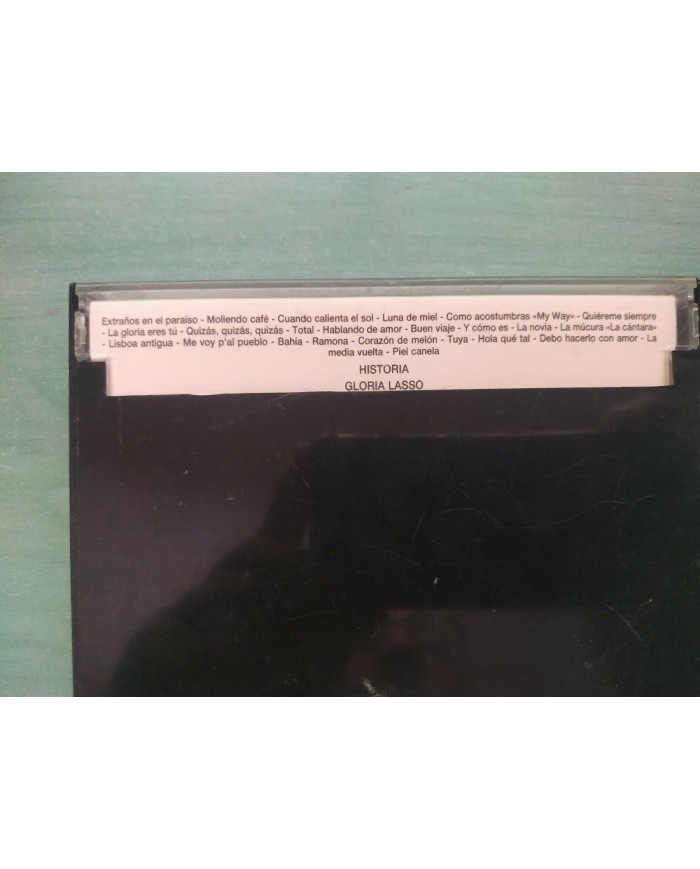 Extraños en el paraiso - Moliendo café - Cuando calienta el sol - Luna de miel - Como acostumbras «My Way» - Quiéreme siempre
- La gloria eres tú - Quizás, quizás, quizás - Total - Hablando de amor - Buen viaje - Y cómo es - La novia - La múcura «La cántara»
- Lisboa antigua - Me voy p'al pueblo - Bahía - Ramona - Corazón de melón - Tuya - Hola qué tal - Debo hacerlo con amor - La
media vuelta - Piel canela
HISTORIA
GLORIA LASSO